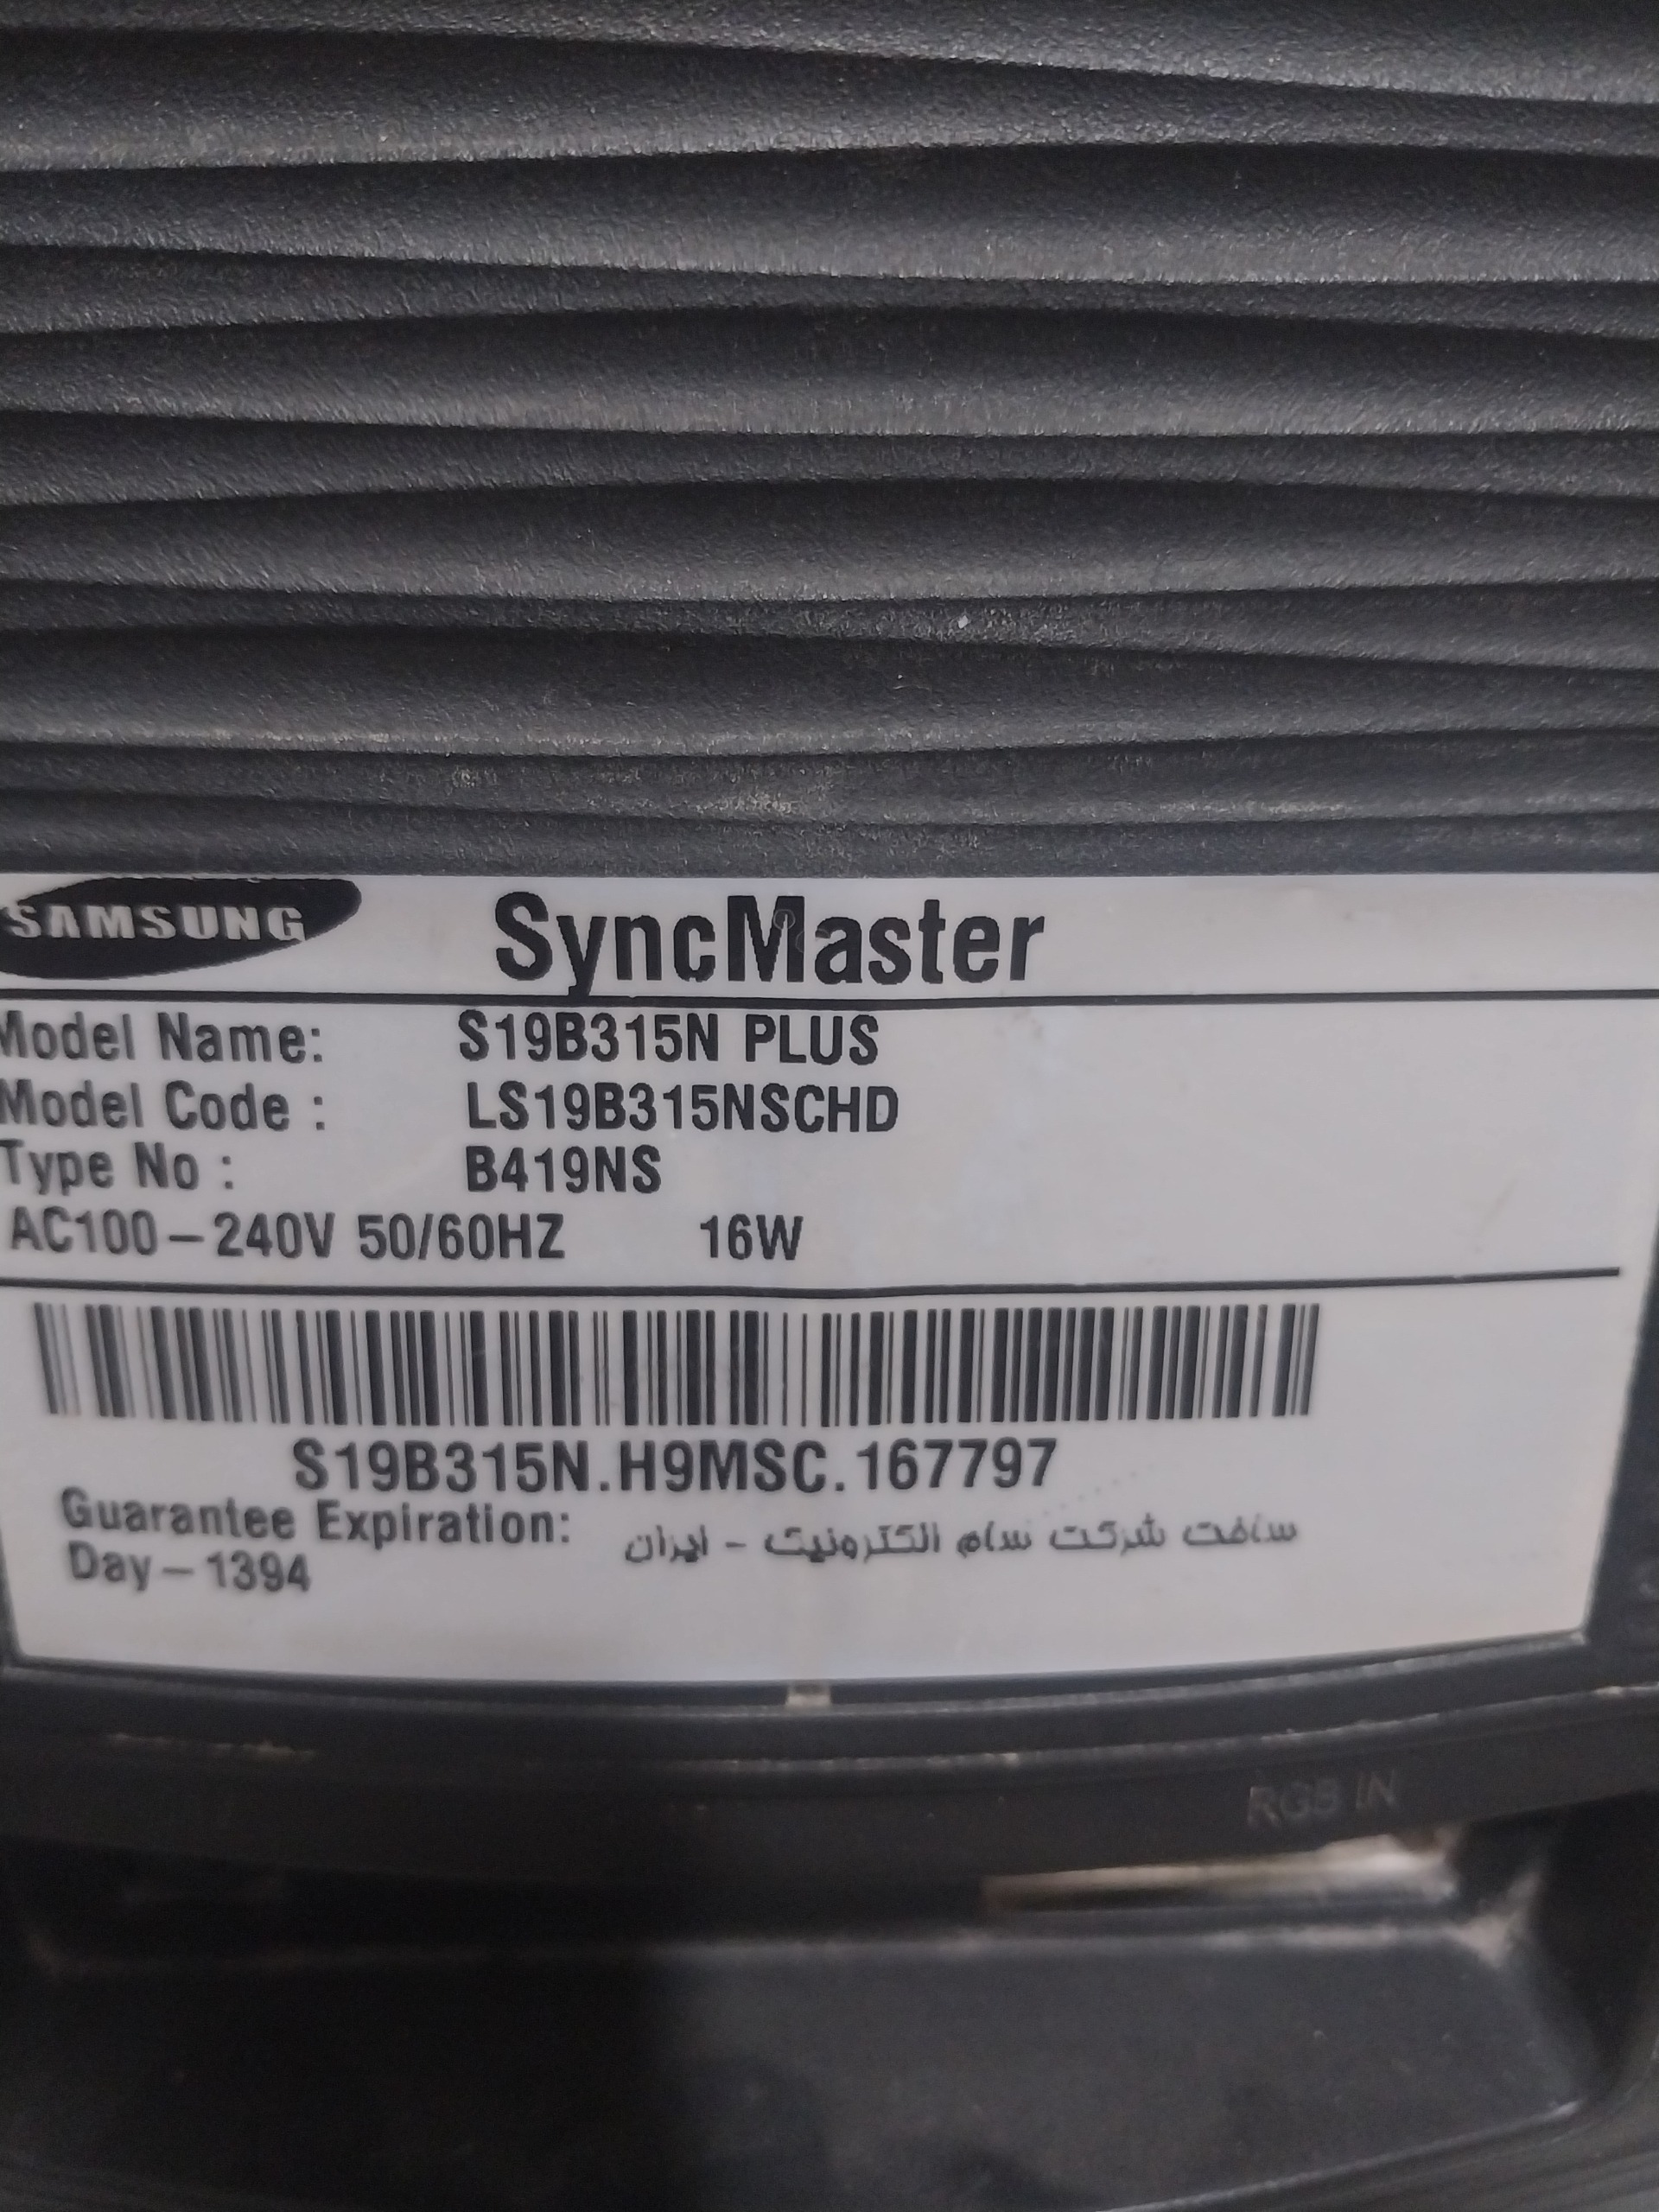 SAMSUNG SyncMaster
Model Name: S19B315N PLUS
Model Code : LS19B315NSCHD
Type No : B419NS
AC100-240V 50/60HZ 16W
S19B315N.H9MSC.167797
Guarantee Expiration: ساخت شرکت سام الکترونیک - ایران
Day-1394
RGB IN